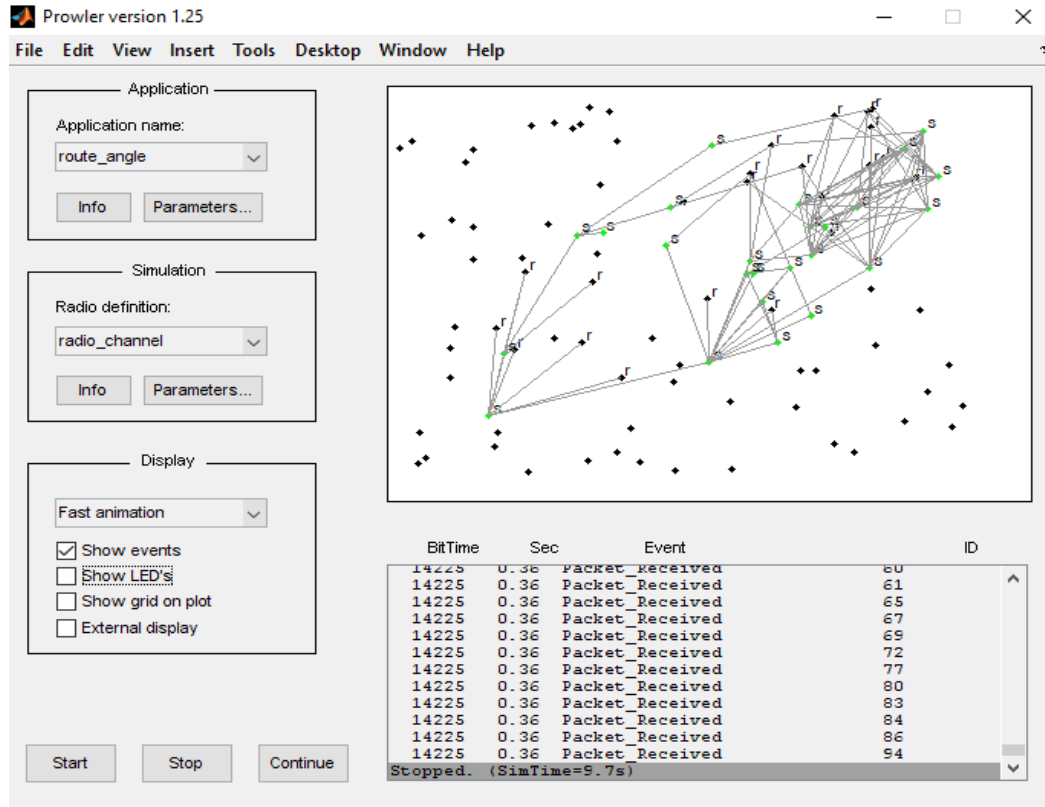 Prowler version 1.25
File Edit View Insert Tools Desktop Window Help
Application
Application name:
route_angle
Info Parameters...
Simulation
Radio definition:
radio_channel
Info Parameters...
Display
Fast animation
Show events
Show LED's
Show grid on plot
External display
Start Stop Continue
r r r
s r s
s r r s
r r s
s s s
s s s
s
r s s
r s
r s r
r s
s r r s
r
s
BitTime Sec Event ID
14225 0.36 Packet_Received 60
14225 0.36 Packet_Received 61
14225 0.36 Packet_Received 65
14225 0.36 Packet_Received 67
14225 0.36 Packet_Received 69
14225 0.36 Packet_Received 72
14225 0.36 Packet_Received 77
14225 0.36 Packet_Received 80
14225 0.36 Packet_Received 83
14225 0.36 Packet_Received 84
14225 0.36 Packet_Received 86
14225 0.36 Packet_Received 94
Stopped. (SimTime=9.7s)